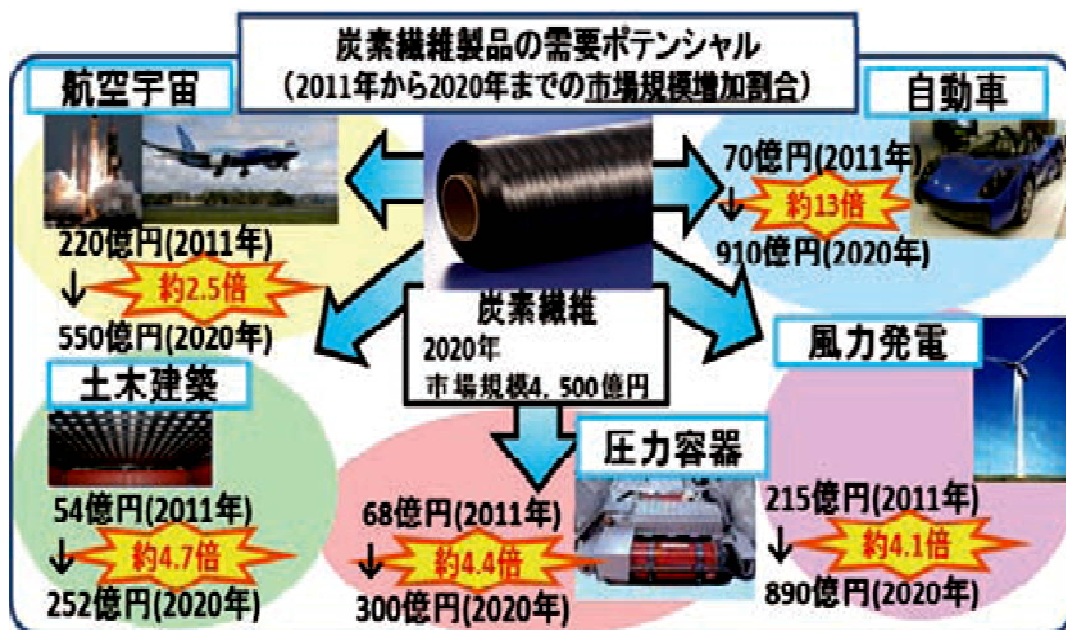 炭素繊維製品の需要ポテンシャル
(2011年から2020年までの市場規模増加割合)
航空宇宙
220億円(2011年)
↓
約2.5倍
550億円(2020年)
自動車
70億円(2011年)
↓
約13倍
910億円(2020年)
炭素繊維
2020年
市場規模4,500億円
土木建築
54億円(2011年)
↓
約4.7倍
252億円(2020年)
圧力容器
68億円(2011年)
↓
約4.4倍
300億円(2020年)
風力発電
215億円(2011年)
↓
約4.1倍
890億円(2020年)